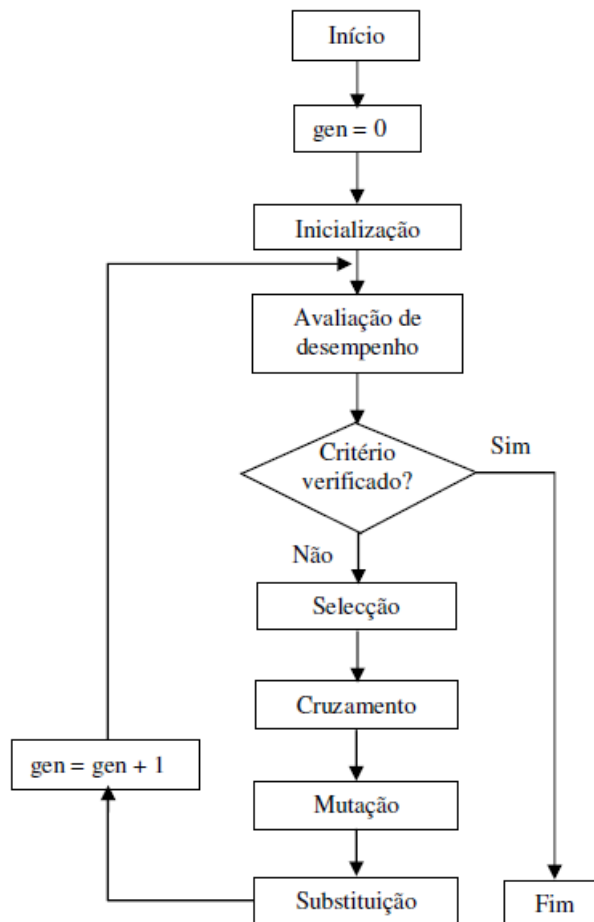 Início
gen = 0
Inicialização
Avaliação de
desempenho
Critério
verificado?
Sim
Não
Selecção
Cruzamento
gen = gen + 1
Mutação
Substituição
Fim